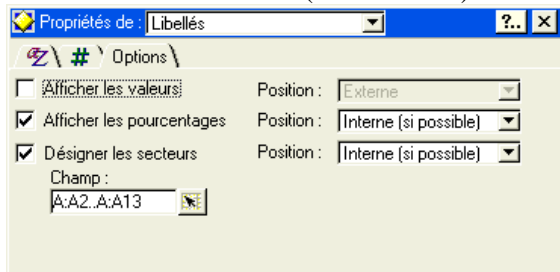 Propriétés de : Libellés ?..
# Options
Afficher les valeurs Position : Externe
Afficher les pourcentages Position : Interne (si possible)
Désigner les secteurs Position : Interne (si possible)
Champ :
A:A2..A:A13